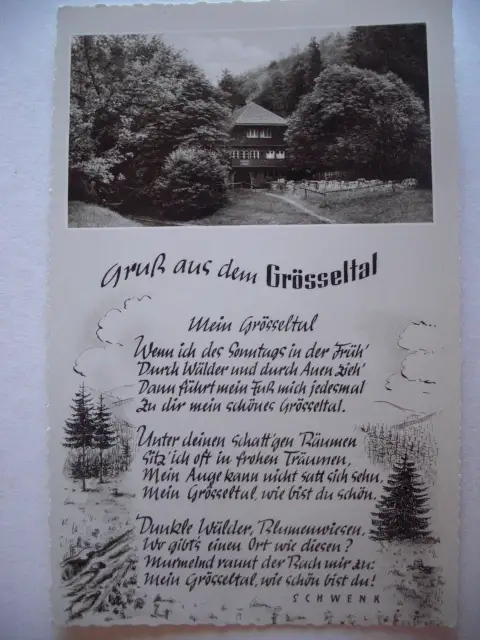 Gruß aus dem Grösseltal
Mein Grösseltal
Wenn ich des Sonntags in der Früh'
Durch Wälder und durch Auen zieh'
Dann führt mein Fuß mich jedesmal
Zu dir mein schönes Grösseltal.
Unter deinen schatt'gen Bäumen
Sitz' ich oft in frohen Träumen,
Mein Auge kann nicht satt sich sehn,
Mein Grösseltal, wie bist du schön.
Dunkle Wälder, Blumenwiesen,
Wo gibt's einen Ort wie diesen?
Murmelnd raunt der Bach mir zu:
Mein Grösseltal, wie schön bist du!
SCHWENK